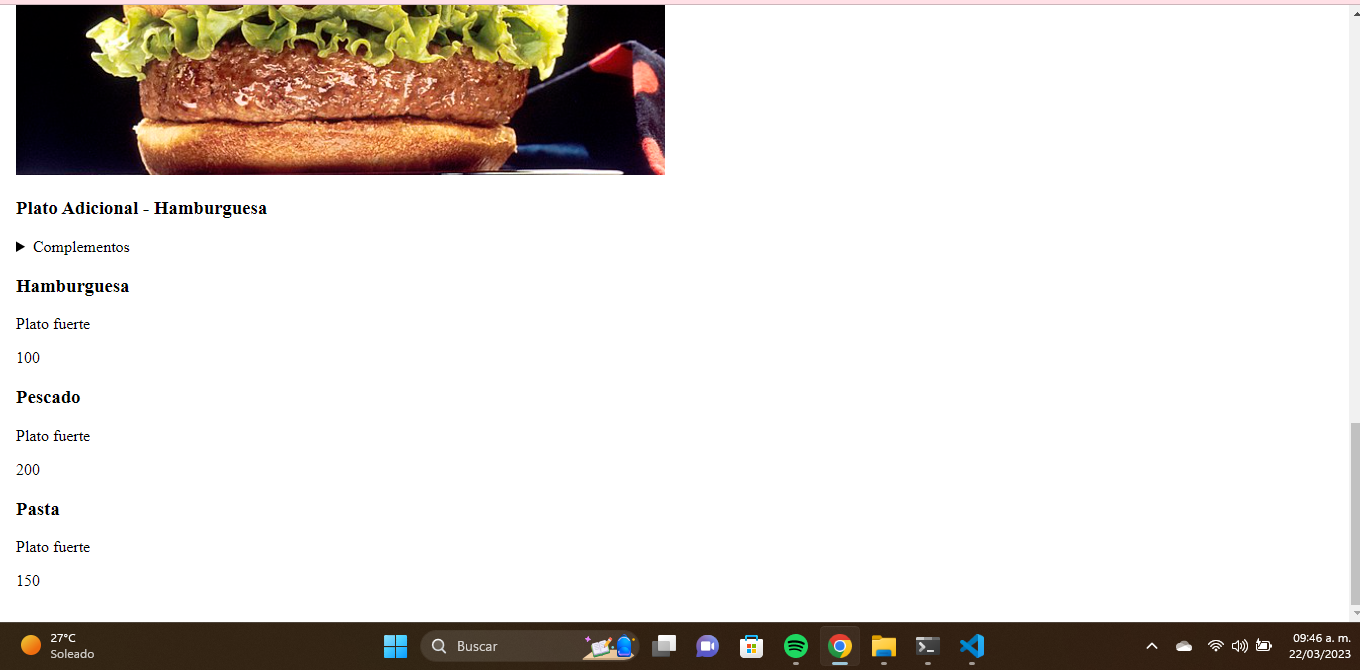 Plato Adicional - Hamburguesa
Complementos
Hamburguesa
Plato fuerte
100
Pescado
Plato fuerte
200
Pasta
Plato fuerte
150
27°C
Soleado
Buscar
09:46 a. m.
22/03/2023